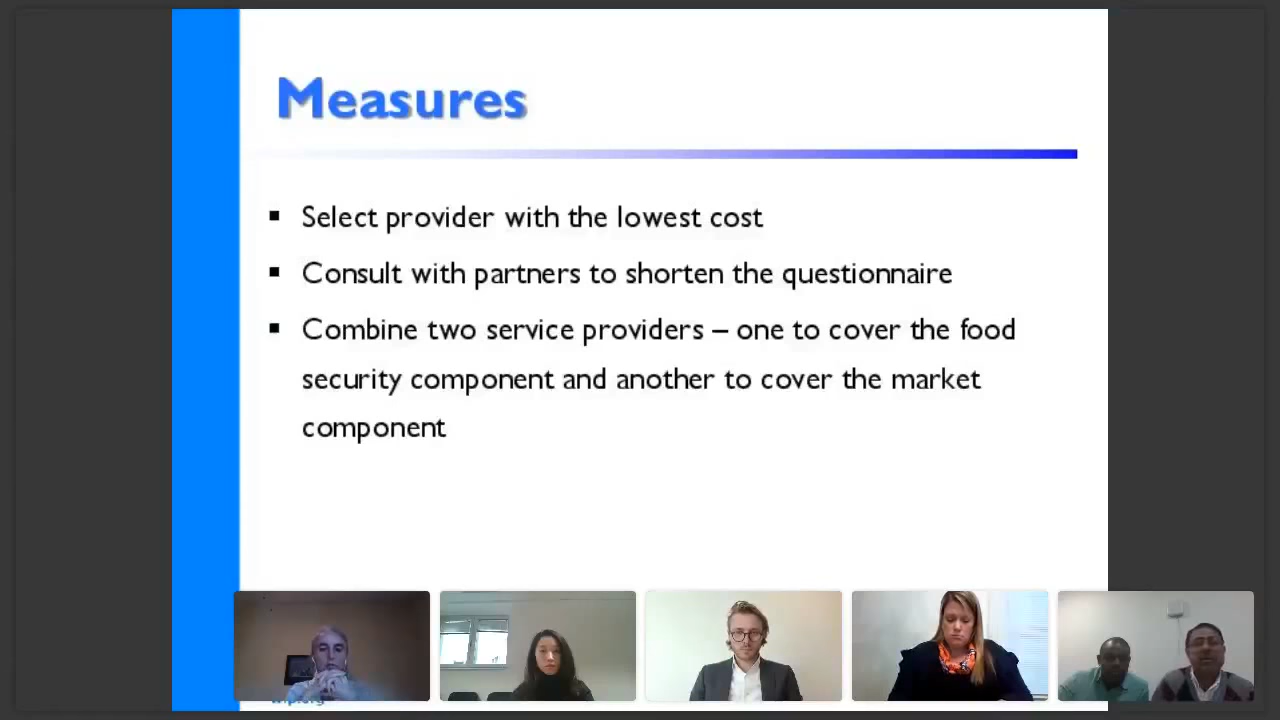 Measures
▪ Select provider with the lowest cost
▪ Consult with partners to shorten the questionnaire
▪ Combine two service providers – one to cover the food
security component and another to cover the market
component